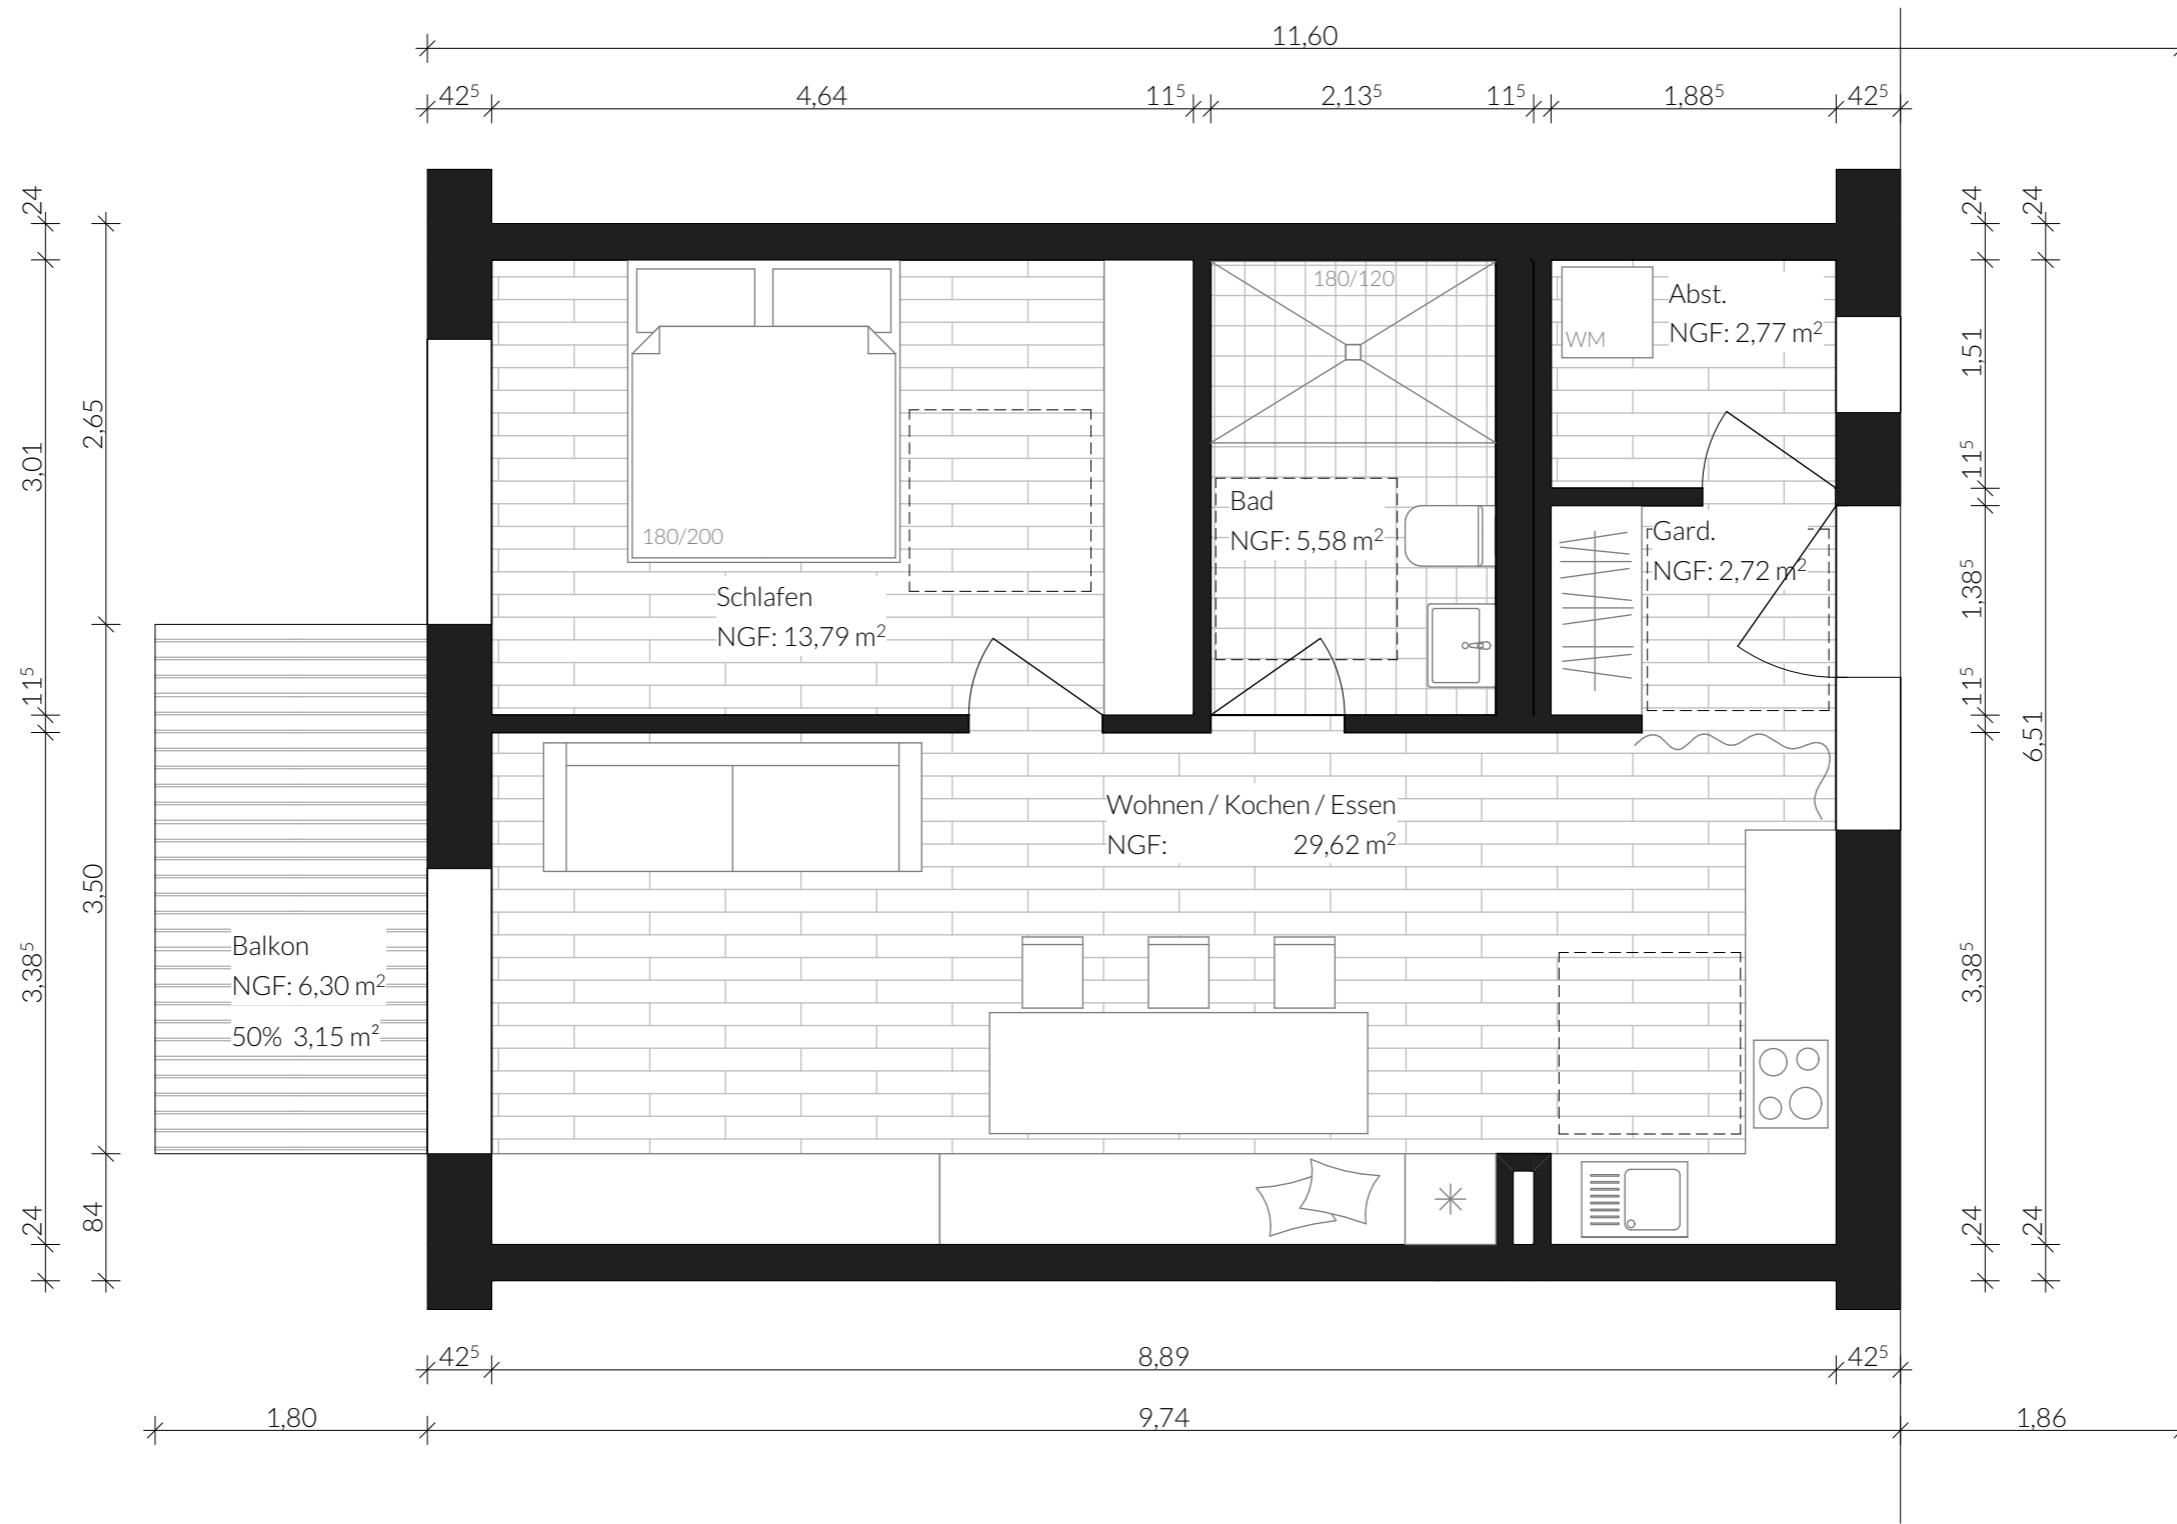 11,60
42⁵ 4,64 11⁵ 2,13⁵ 11⁵ 1,88⁵ 42⁵
24
24
24
180/120
Abst.
NGF: 2,77 m²
WM
1,51
2,65
3,01
11⁵
Bad
NGF: 5,58 m²
Gard.
NGF: 2,72 m²
180/200
1,38⁵
Schlafen
NGF: 13,79 m²
11⁵
11⁵
6,51
Wohnen / Kochen / Essen
NGF: 29,62 m²
3,50
Balkon
NGF: 6,30 m²
50% 3,15 m²
3,38⁵
3,38⁵
24
84
24
24
42⁵ 8,89 42⁵
1,80 9,74 1,86